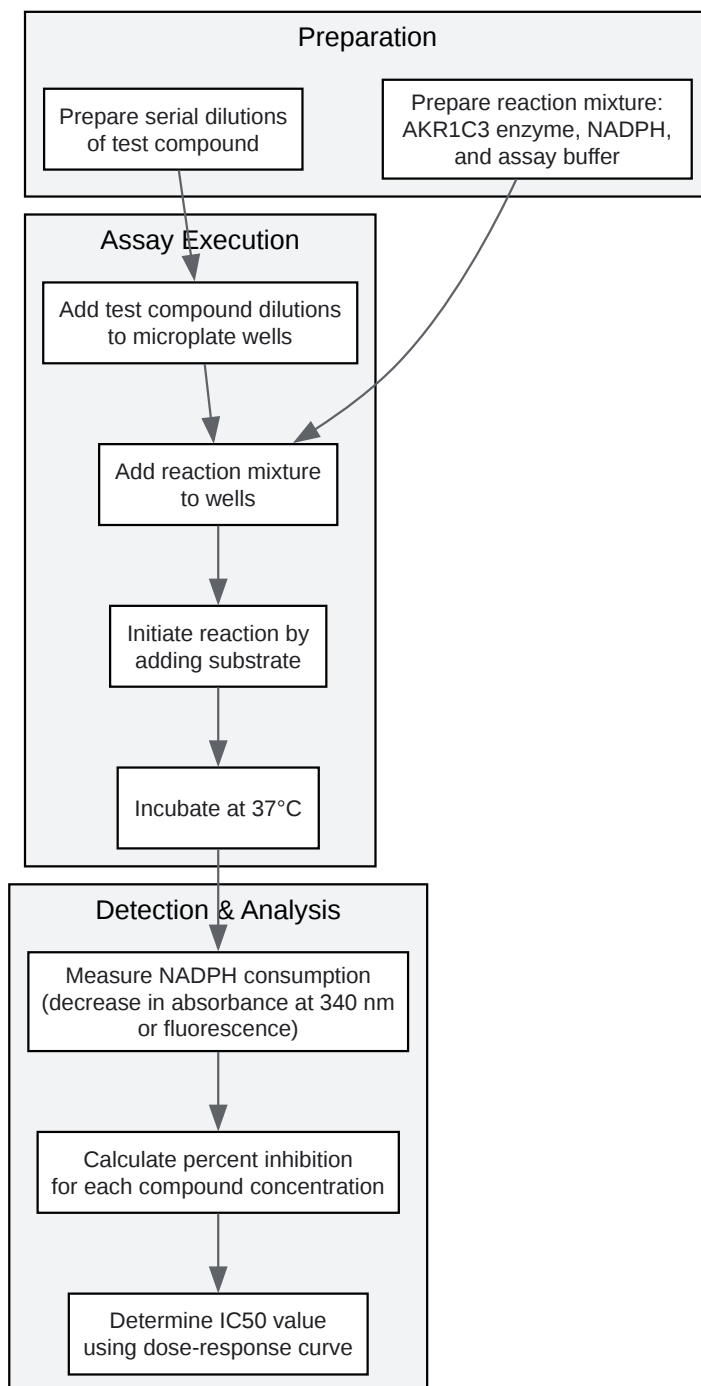 Preparation
Prepare serial dilutions
of test compound
Prepare reaction mixture:
AKR1C3 enzyme, NADPH,
and assay buffer
Assay Execution
Add test compound dilutions
to microplate wells
Add reaction mixture
to wells
Initiate reaction by
adding substrate
Incubate at 37°C
Detection & Analysis
Measure NADPH consumption
(decrease in absorbance at 340 nm
or fluorescence)
Calculate percent inhibition
for each compound concentration
Determine IC50 value
using dose-response curve